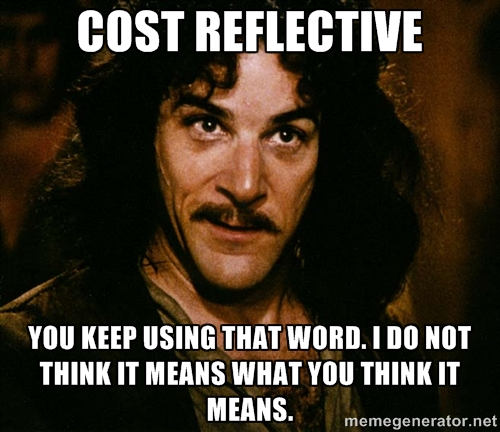 COST REFLECTIVE
YOU KEEP USING THAT WORD. I DO NOT
THINK IT MEANS WHAT YOU THINK IT
MEANS.
memegenerator.net